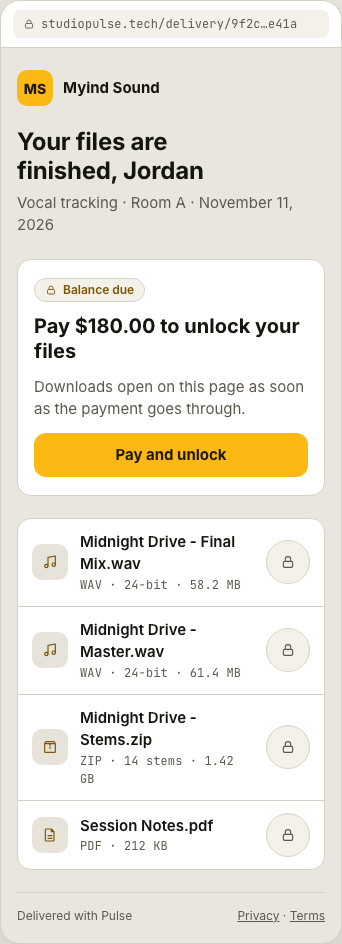 studiopulse.tech/delivery/9f2c…e41a
MS
Myind Sound
Your files are
finished, Jordan
Vocal tracking · Room A · November 11,
2026
Balance due
Pay $180.00 to unlock your
files
Downloads open on this page as soon
as the payment goes through.
Pay and unlock
Midnight Drive - Final
Mix.wav
WAV · 24-bit · 58.2 MB
Midnight Drive -
Master.wav
WAV · 24-bit · 61.4 MB
Midnight Drive -
Stems.zip
ZIP · 14 stems · 1.42
GB
Session Notes.pdf
PDF · 212 KB
Delivered with Pulse
Privacy · Terms